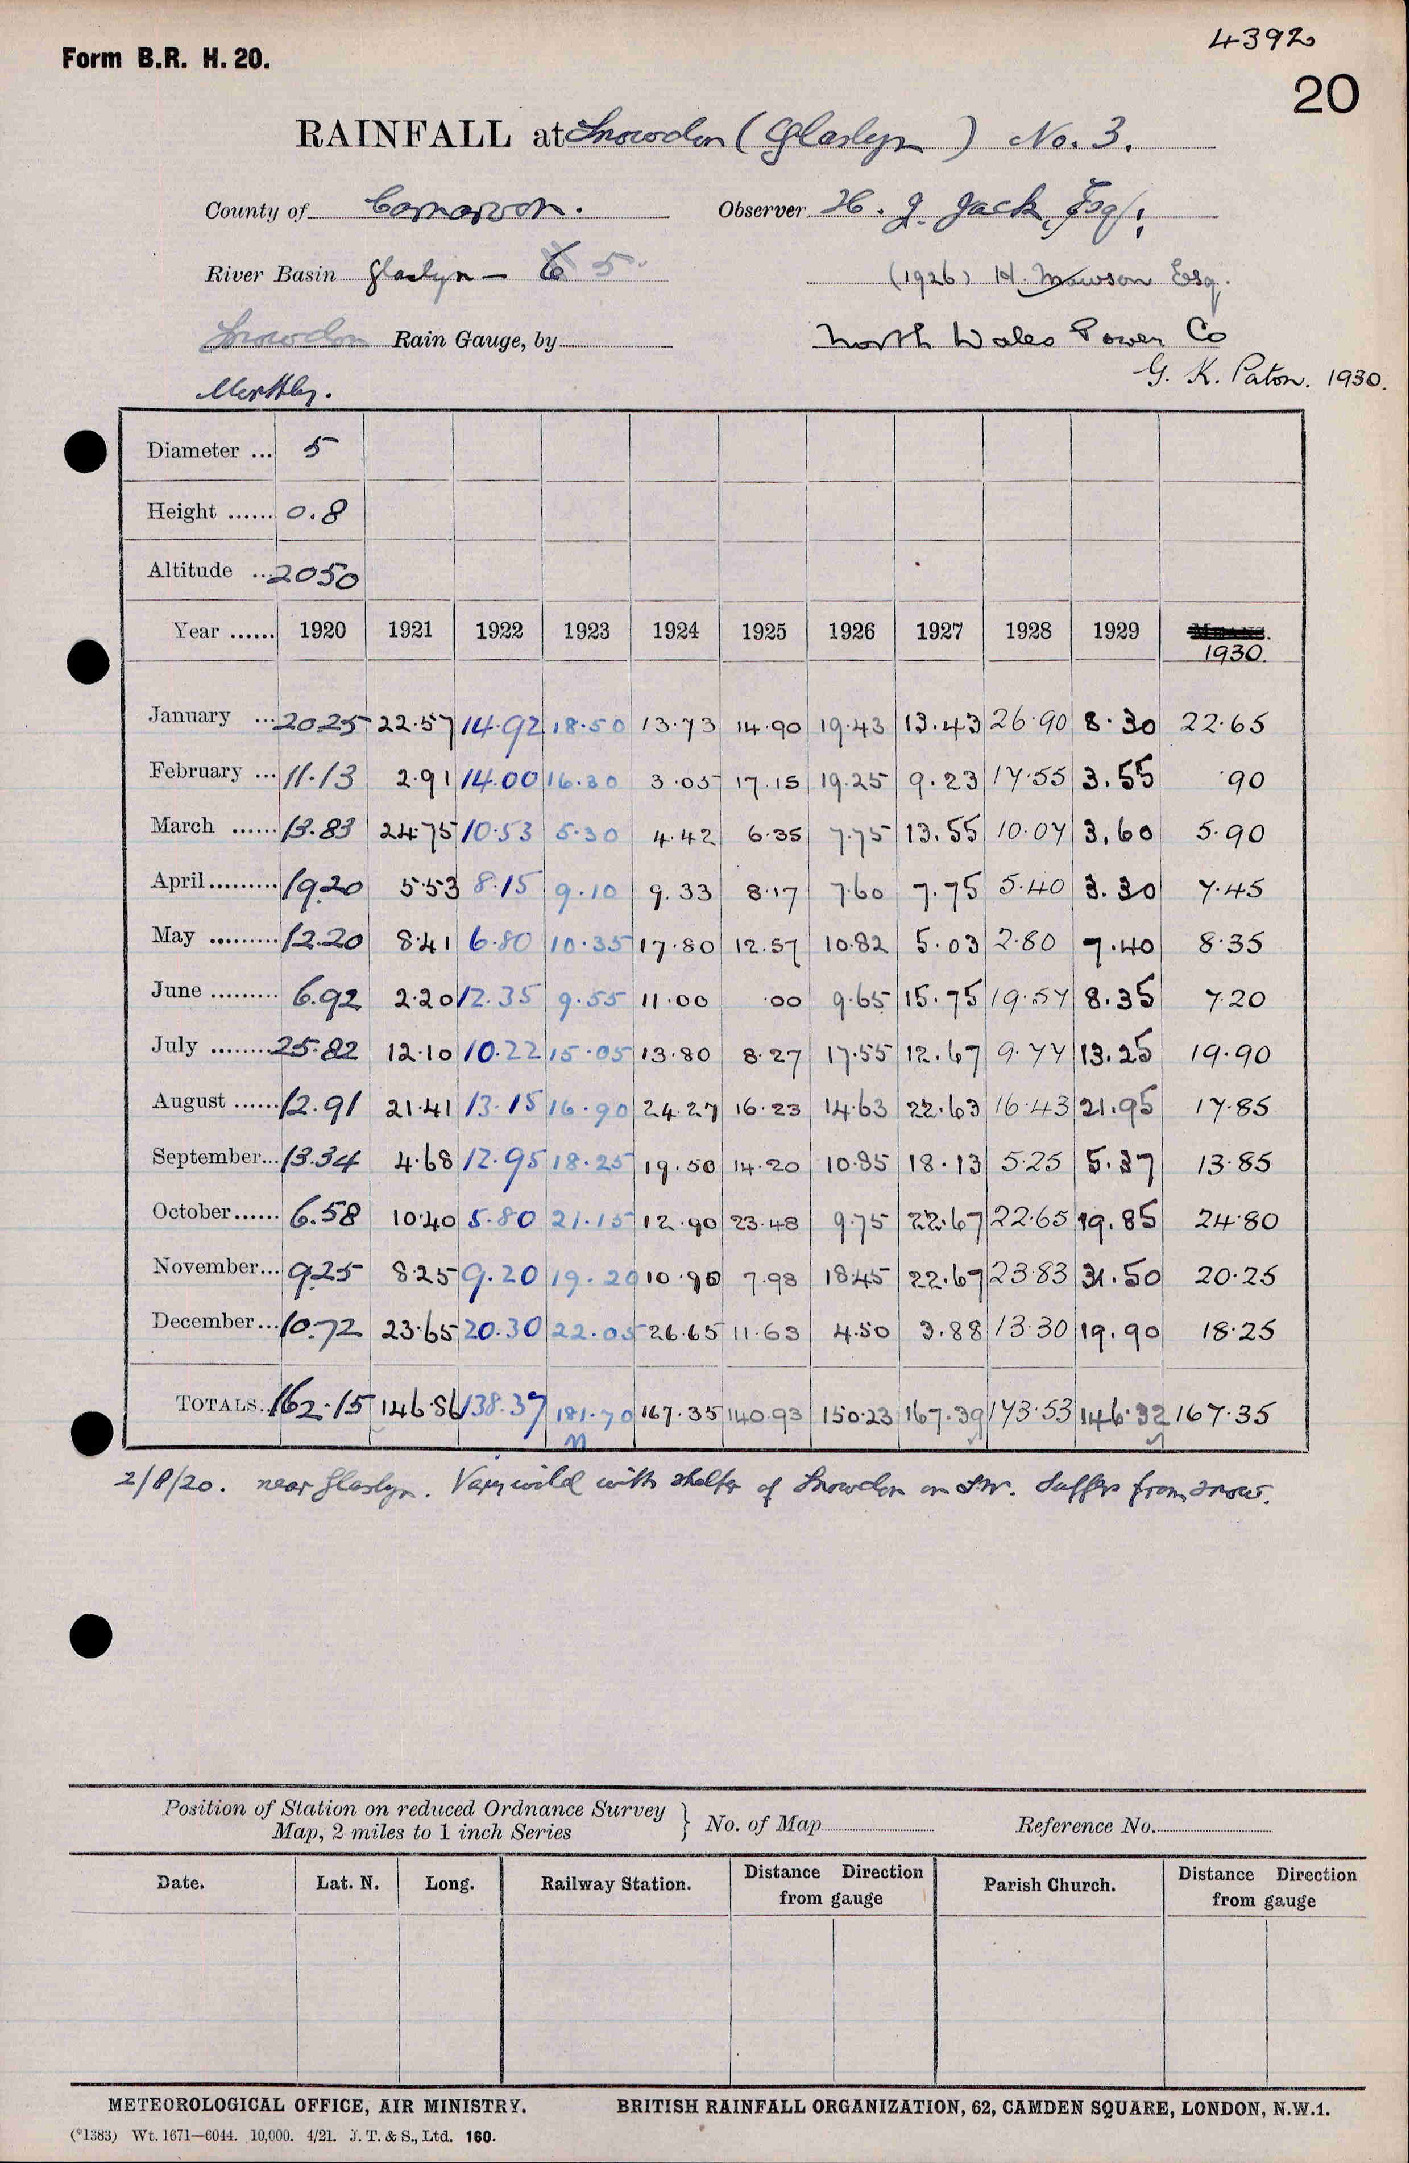 Form B.R. H. 20.
4392
20
RAINFALL at Snowdon (Glaslyn) No. 3.
County of Carnarvon. Observer H. J. Jack, Esq.
River Basin Glaslyn — 6 5 (1926) H. Mawson Esq.
Snowdon Rain Gauge, by North Wales Power Co
Monthly. G. K. Paton. 1930.
Diameter ... 5
Height ...... 0.8
Altitude ... 2050
Year ...... 1920 1921 1922 1923 1924 1925 1926 1927 1928 1929 1930.
January ... 20.25 22.57 14.92 18.50 13.73 14.90 19.43 13.43 26.90 8.30 22.65
February ... 11.13 2.91 14.00 16.30 3.05 17.15 19.25 9.23 17.55 3.55 .90
March ...... 13.83 24.75 10.53 5.30 4.42 6.35 7.75 13.55 10.07 3.60 5.90
April ......... 19.20 5.53 8.15 9.10 9.33 8.17 7.60 7.75 5.40 3.30 7.45
May ......... 12.20 8.41 6.80 10.35 17.80 12.57 10.82 5.03 2.80 7.40 8.35
June ......... 6.92 2.20 12.35 9.55 11.00 .00 9.65 15.75 19.57 8.35 7.20
July ........ 25.82 12.10 10.22 15.05 13.80 8.27 17.55 12.67 9.77 13.25 19.90
August ...... 12.91 21.41 13.15 16.90 24.27 16.23 14.63 22.63 16.43 21.95 17.85
September... 13.34 4.68 12.95 18.25 19.50 14.20 10.85 18.13 5.25 5.37 13.85
October...... 6.58 10.40 5.80 21.15 12.90 23.48 9.75 22.67 22.65 19.85 24.80
November... 9.25 8.25 9.20 19.20 10.90 7.98 18.45 22.67 23.83 31.50 20.25
December... 10.72 23.65 20.30 22.05 26.65 11.63 4.50 3.88 13.30 19.90 18.25
TOTALS.. 162.15 146.86 138.37 181.70 167.35 140.93 150.23 167.39 173.53 146.32 167.35
2/8/20. near Glaslyn. Very wild with shelter of Snowdon on SW. Suffers from snow.
Position of Station on reduced Ordnance Survey Map, 2 miles to 1 inch Series } No. of Map Reference No.
Date. Lat. N. Long. Railway Station. Distance Direction from gauge Parish Church. Distance Direction from gauge
METEOROLOGICAL OFFICE, AIR MINISTRY. BRITISH RAINFALL ORGANIZATION, 62, CAMDEN SQUARE, LONDON, N.W.1.
(*1383) Wt. 1671—6044. 10,000. 4/21. J. T. & S., Ltd. 160.